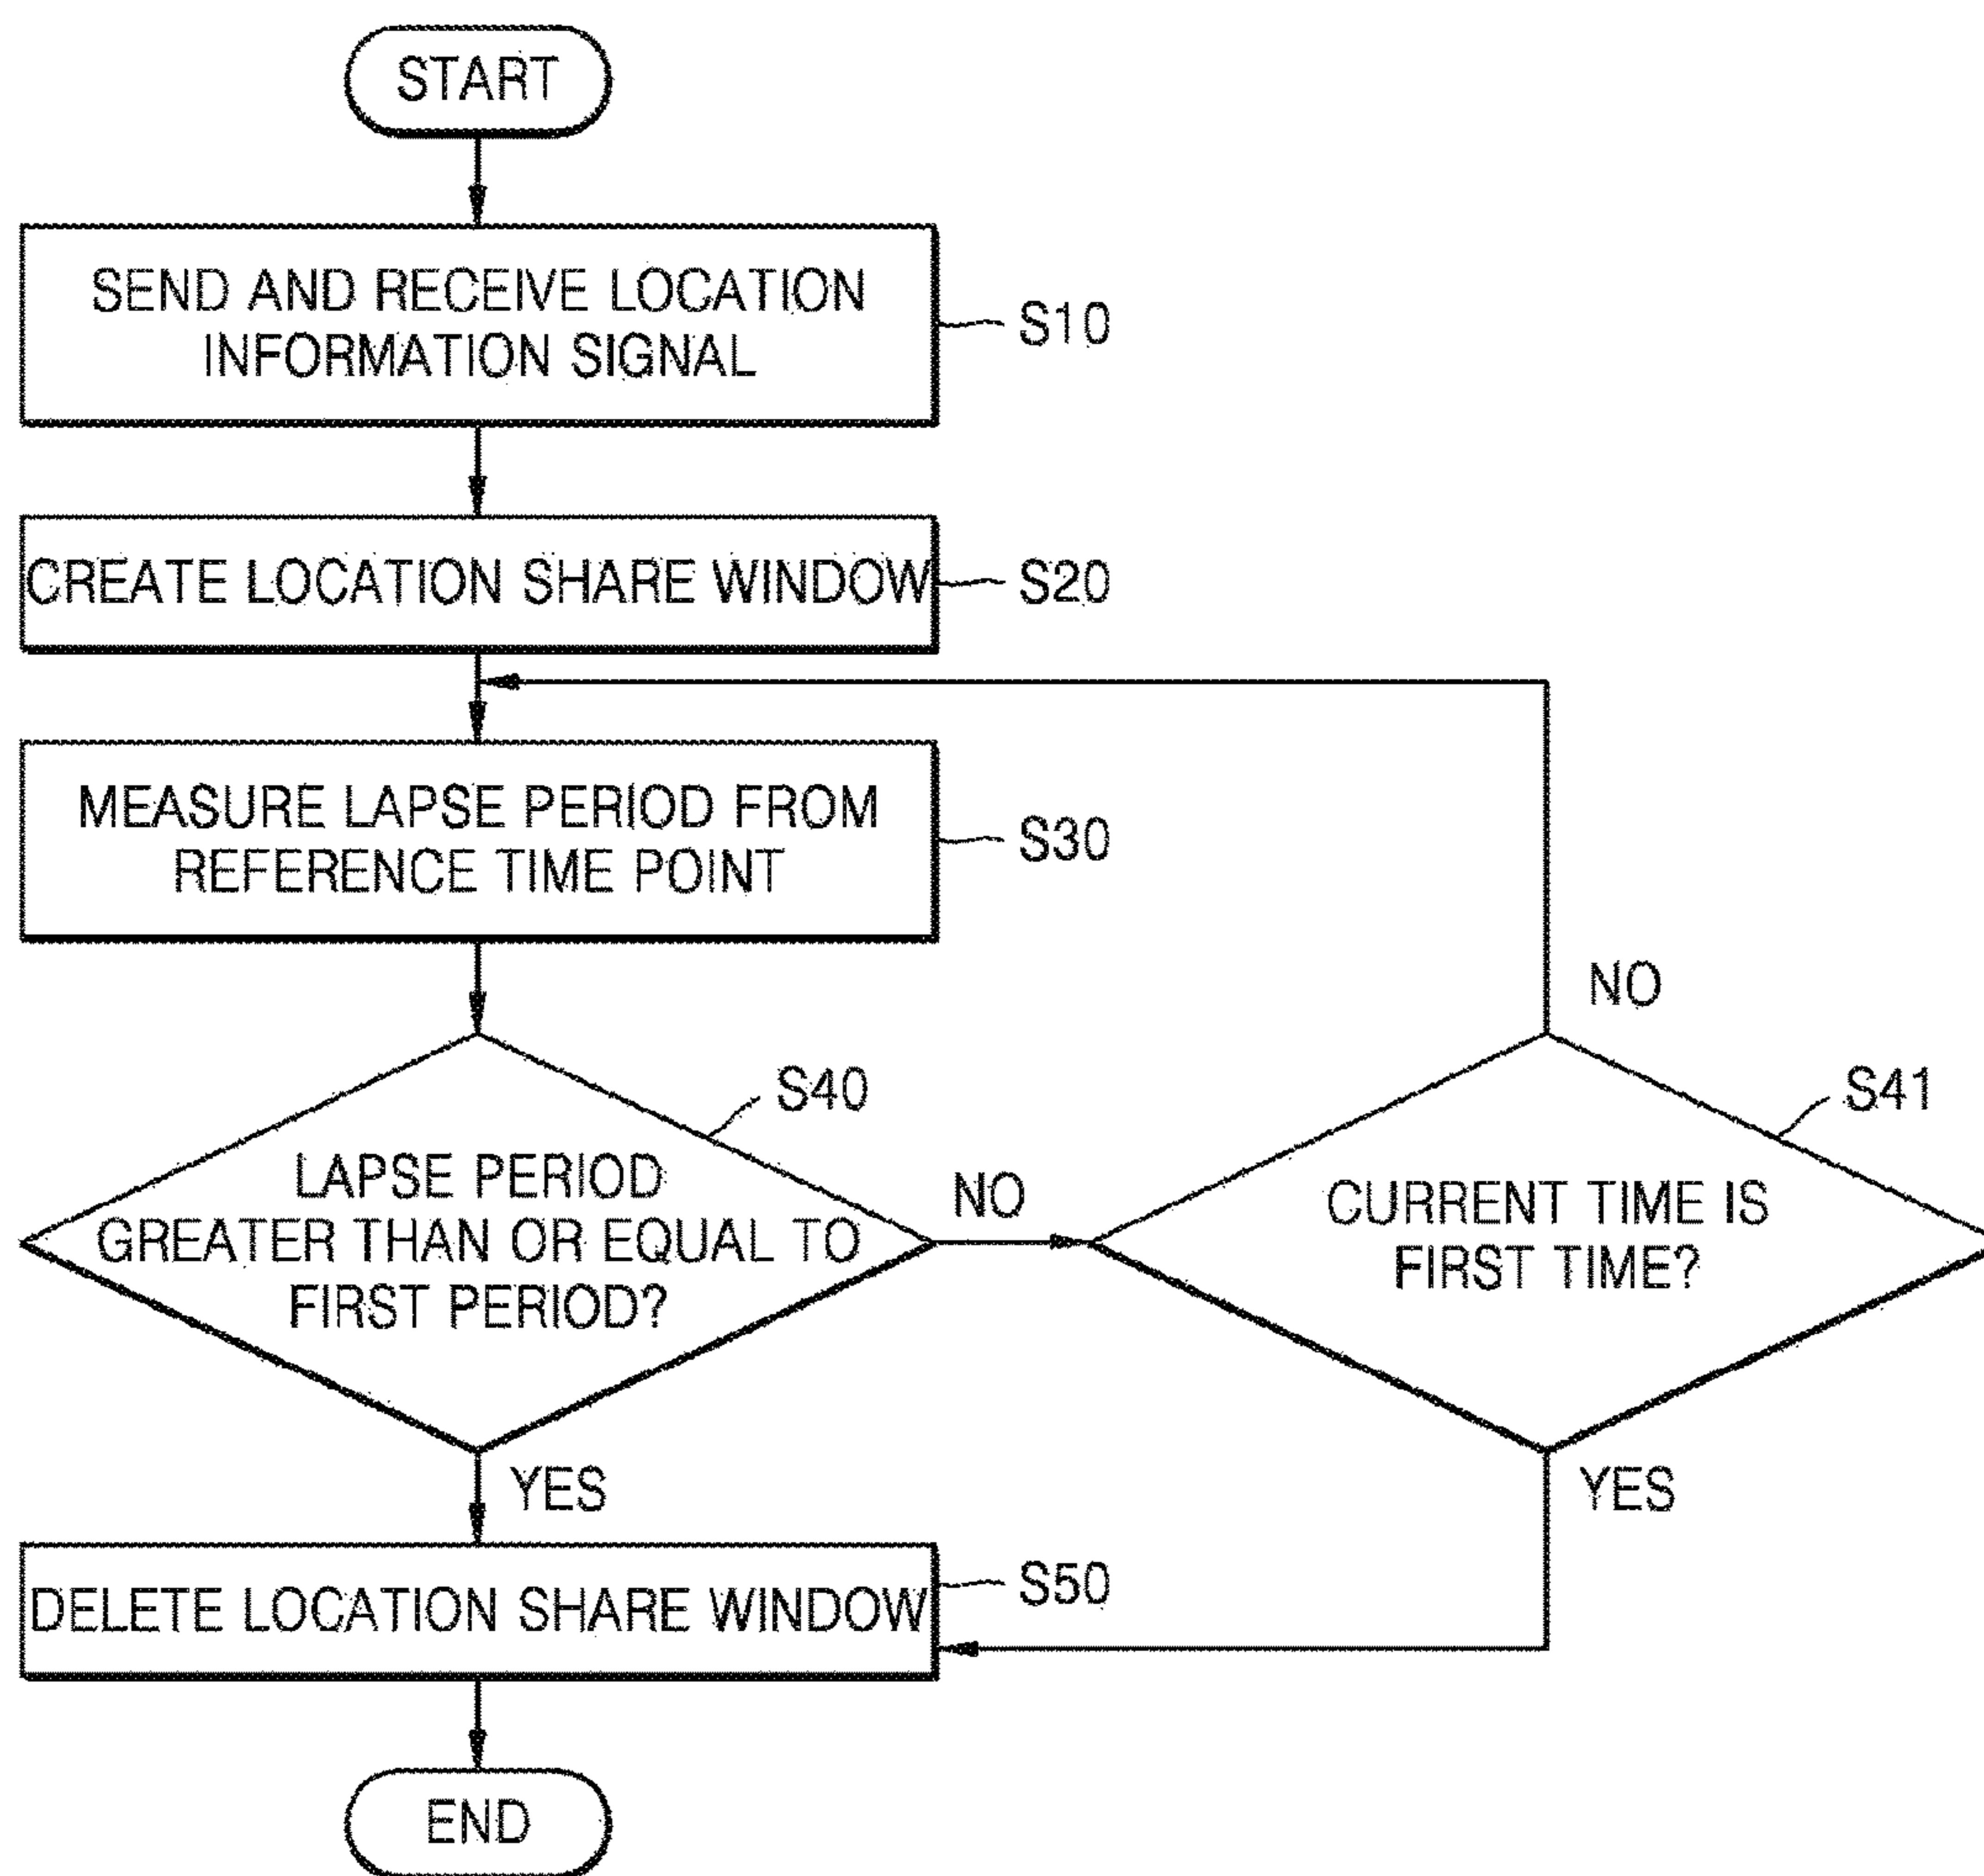 START
SEND AND RECEIVE LOCATION
INFORMATION SIGNAL
S10
CREATE LOCATION SHARE WINDOW
S20
MEASURE LAPSE PERIOD FROM
REFERENCE TIME POINT
S30
NO
S40
S41
LAPSE PERIOD
GREATER THAN OR EQUAL TO
FIRST PERIOD?
NO
CURRENT TIME IS
FIRST TIME?
YES
YES
DELETE LOCATION SHARE WINDOW
S50
END